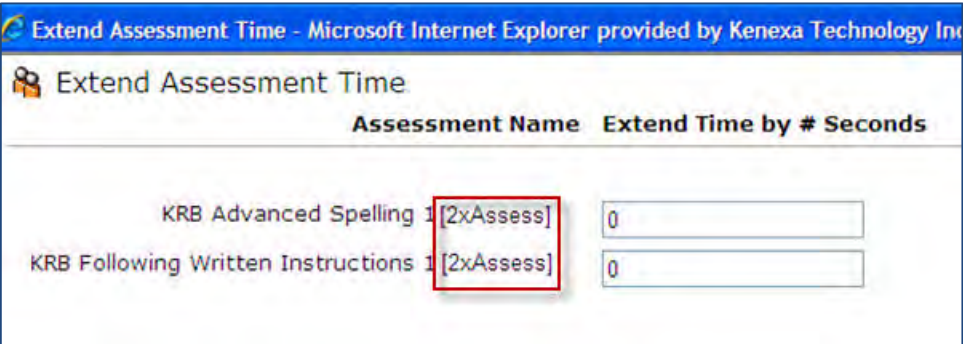 Extend Assessment Time - Microsoft Internet Explorer provided by Kenexa Technology Inc
Extend Assessment Time
Assessment Name Extend Time by # Seconds
KRB Advanced Spelling 1 [2xAssess] 0
KRB Following Written Instructions 1 [2xAssess] 0